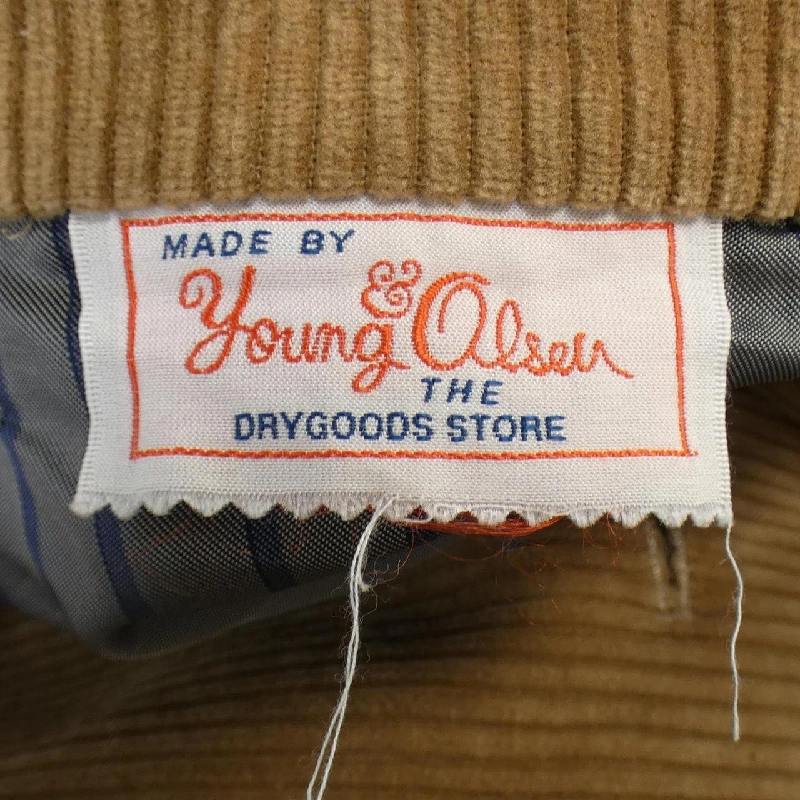 MADE BY
Young & Olsen
THE
DRYGOODS STORE